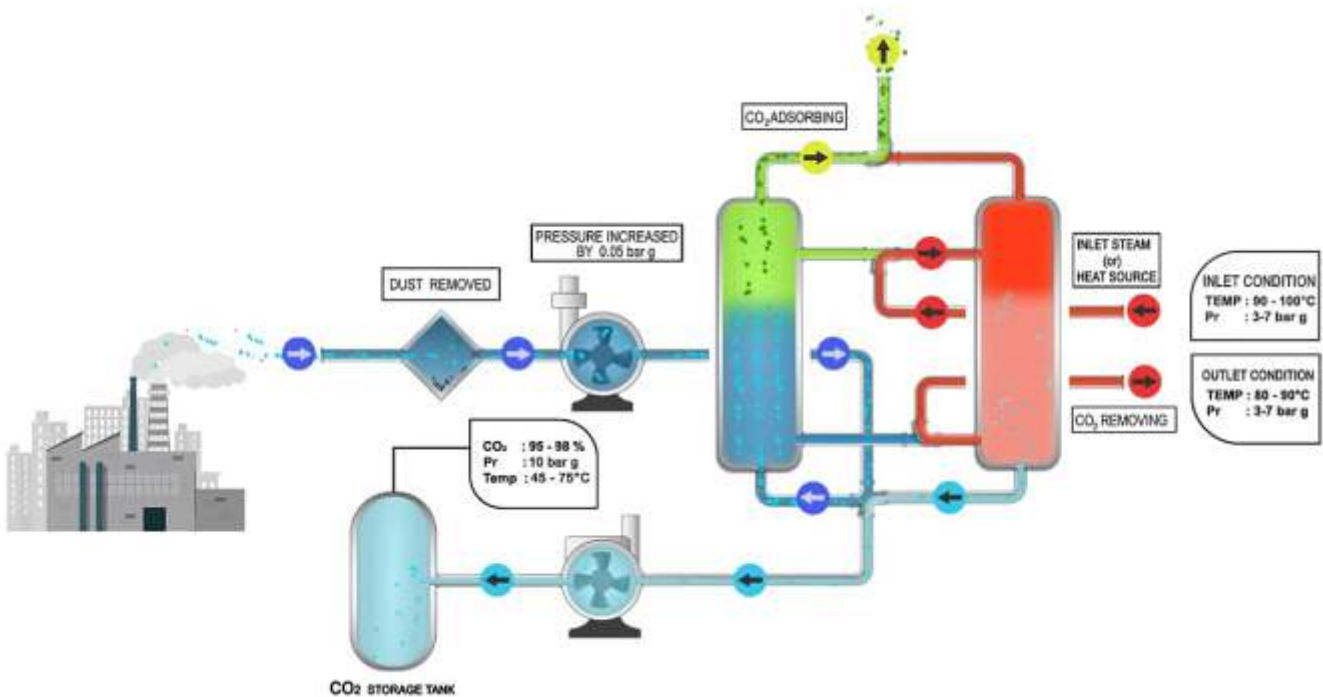 CO₂ADSORBING
PRESSURE INCREASED
BY 0.05 bar g
DUST REMOVED
INLET STEAM
(or)
HEAT SOURCE
INLET CONDITION
TEMP : 90 - 100°C
Pr : 3-7 bar g
OUTLET CONDITION
TEMP : 80 - 90°C
Pr : 3-7 bar g
CO₂ REMOVING
CO₂ : 95 - 98 %
Pr : 10 bar g
Temp : 45 - 75°C
CO₂ STORAGE TANK